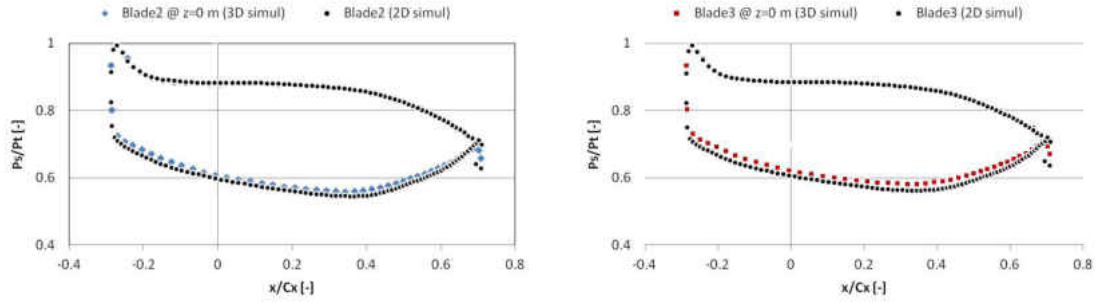 Blade2 @ z=0 m (3D simul) Blade2 (2D simul)
1
0.8
0.6
0.4
Ps/Pt [-]
-0.4 -0.2 0 0.2 0.4 0.6 0.8
x/Cx [-]
Blade3 @ z=0 m (3D simul) Blade3 (2D simul)
1
0.8
0.6
0.4
Ps/Pt [-]
-0.4 -0.2 0 0.2 0.4 0.6 0.8
x/Cx [-]